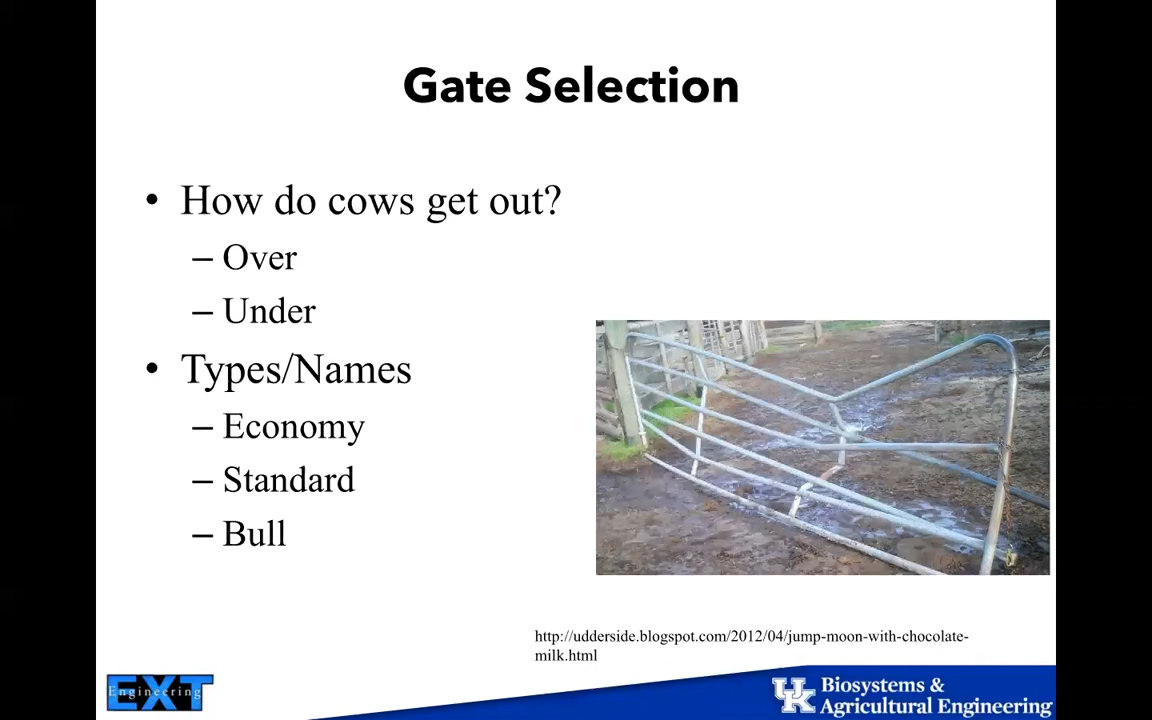 Gate Selection
• How do cows get out?
– Over
– Under
• Types/Names
– Economy
– Standard
– Bull
http://udderside.blogspot.com/2012/04/jump-moon-with-chocolate-
milk.html
EXT
Engineering
UK
Biosystems &
Agricultural Engineering